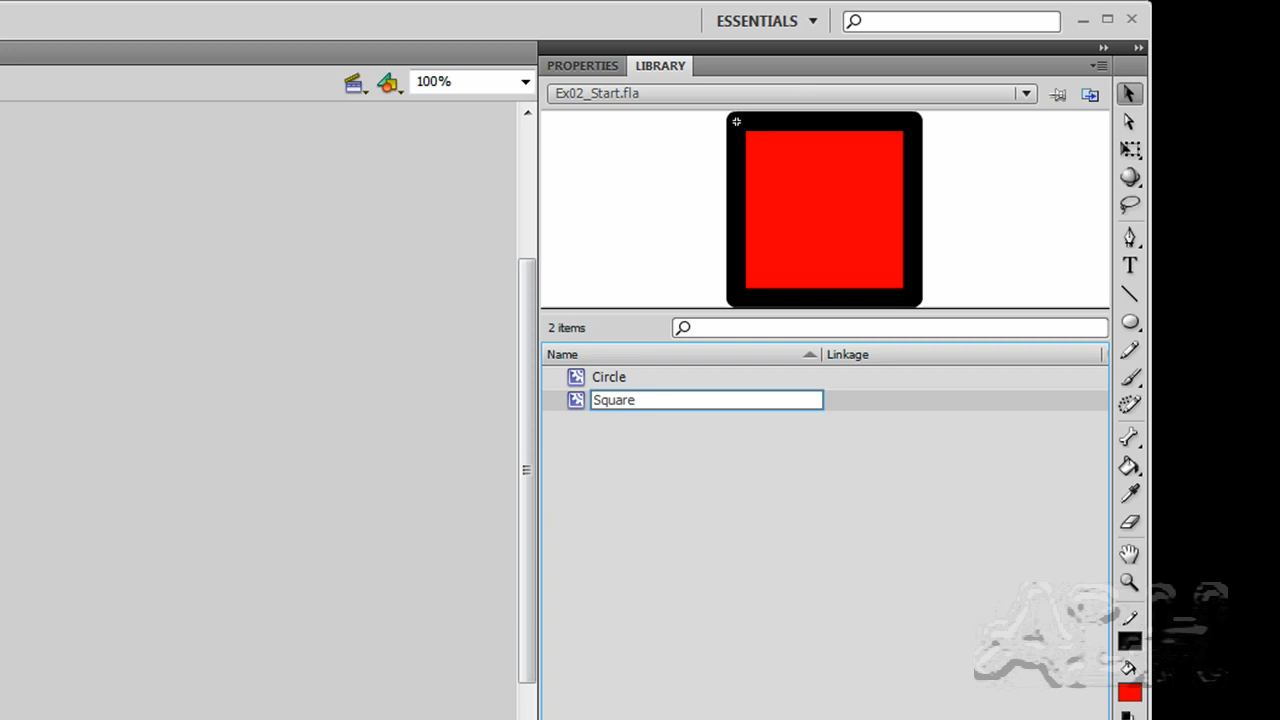 ESSENTIALS
100%
PROPERTIES LIBRARY
Ex02_Start.fla
2 items
Name Linkage
Circle
Square
T